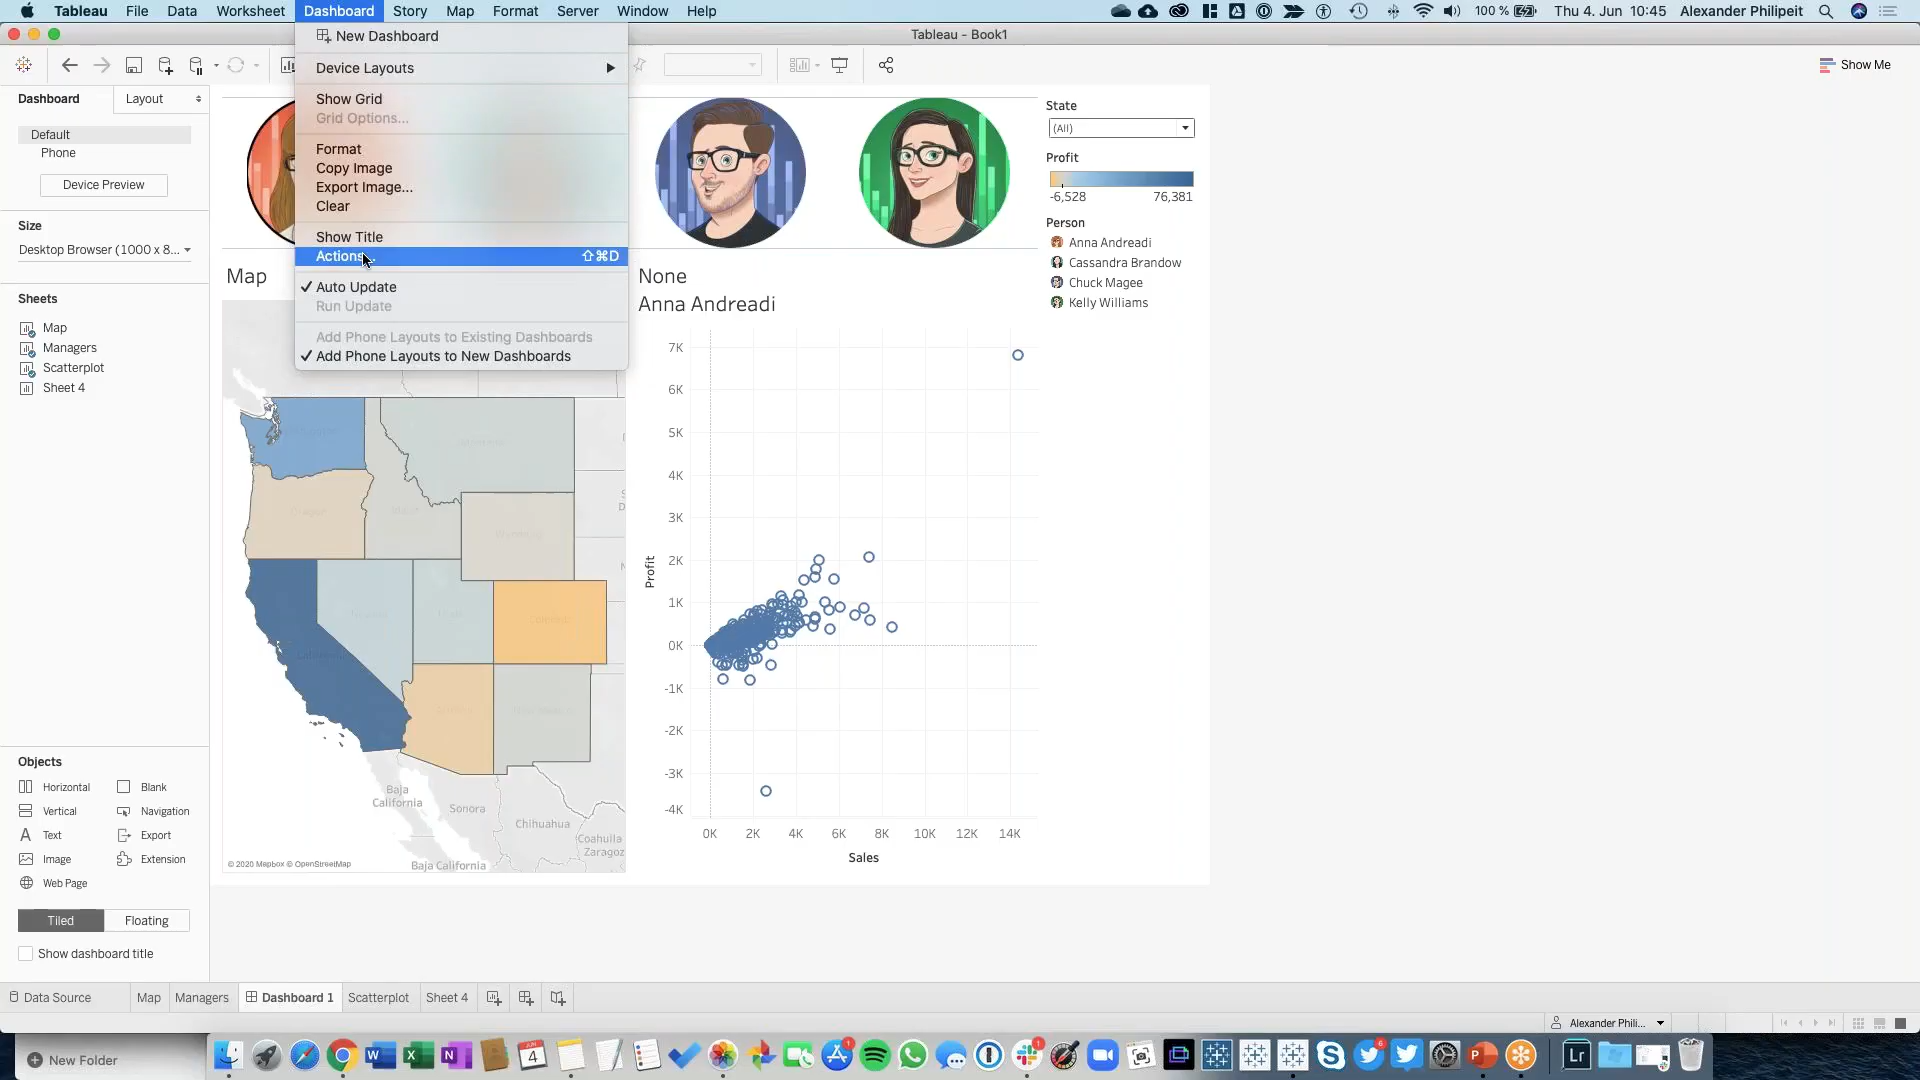 Tableau File Data Worksheet Dashboard Story Map Format Server Window Help 100 % Thu 4. Jun 10:45 Alexander Philipeit
Tableau - Book1
New Dashboard
Device Layouts
Show Grid
Grid Options...
Format
Copy Image
Export Image...
Clear
Show Title
Actions... ⇧⌘D
Auto Update
Run Update
Add Phone Layouts to Existing Dashboards
Add Phone Layouts to New Dashboards
Show Me
Dashboard Layout
Default
Phone
Device Preview
Size
Desktop Browser (1000 x 8...
Sheets
Map
Managers
Scatterplot
Sheet 4
Objects
Horizontal Blank
Vertical Navigation
Text Export
Image Extension
Web Page
Tiled Floating
Show dashboard title
Map
Oregon
Wyoming
California
Baja
California
Sonora
Chihuahua
Coahuila
Zaragoz
Baja California
© 2020 Mapbox © OpenStreetMap
None
Anna Andreadi
7K
6K
5K
4K
3K
2K
1K
0K
-1K
-2K
-3K
-4K
Profit
0K 2K 4K 6K 8K 10K 12K 14K
Sales
State
(All)
Profit
-6,528 76,381
Person
Anna Andreadi
Cassandra Brandow
Chuck Magee
Kelly Williams
Data Source Map Managers Dashboard 1 Scatterplot Sheet 4
Alexander Phili...
New Folder